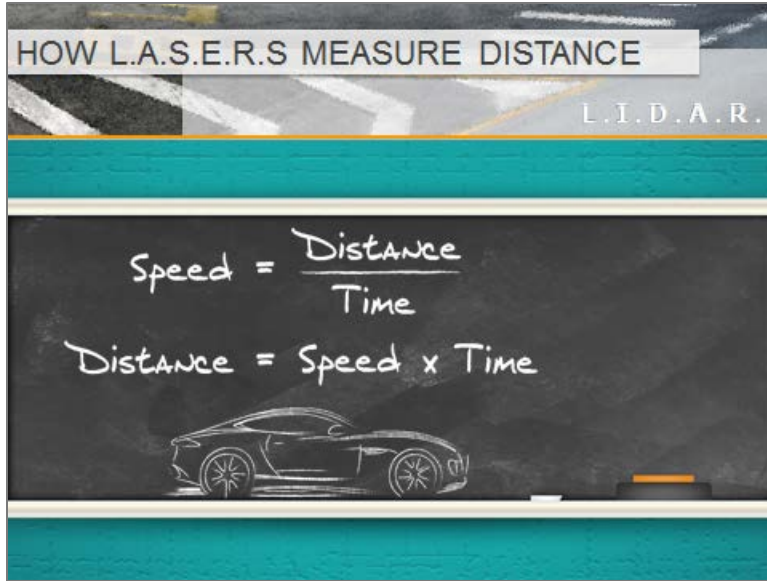 HOW L.A.S.E.R.S MEASURE DISTANCE
L.I.D.A.R.
Speed = Distance
Time
Distance = Speed x Time